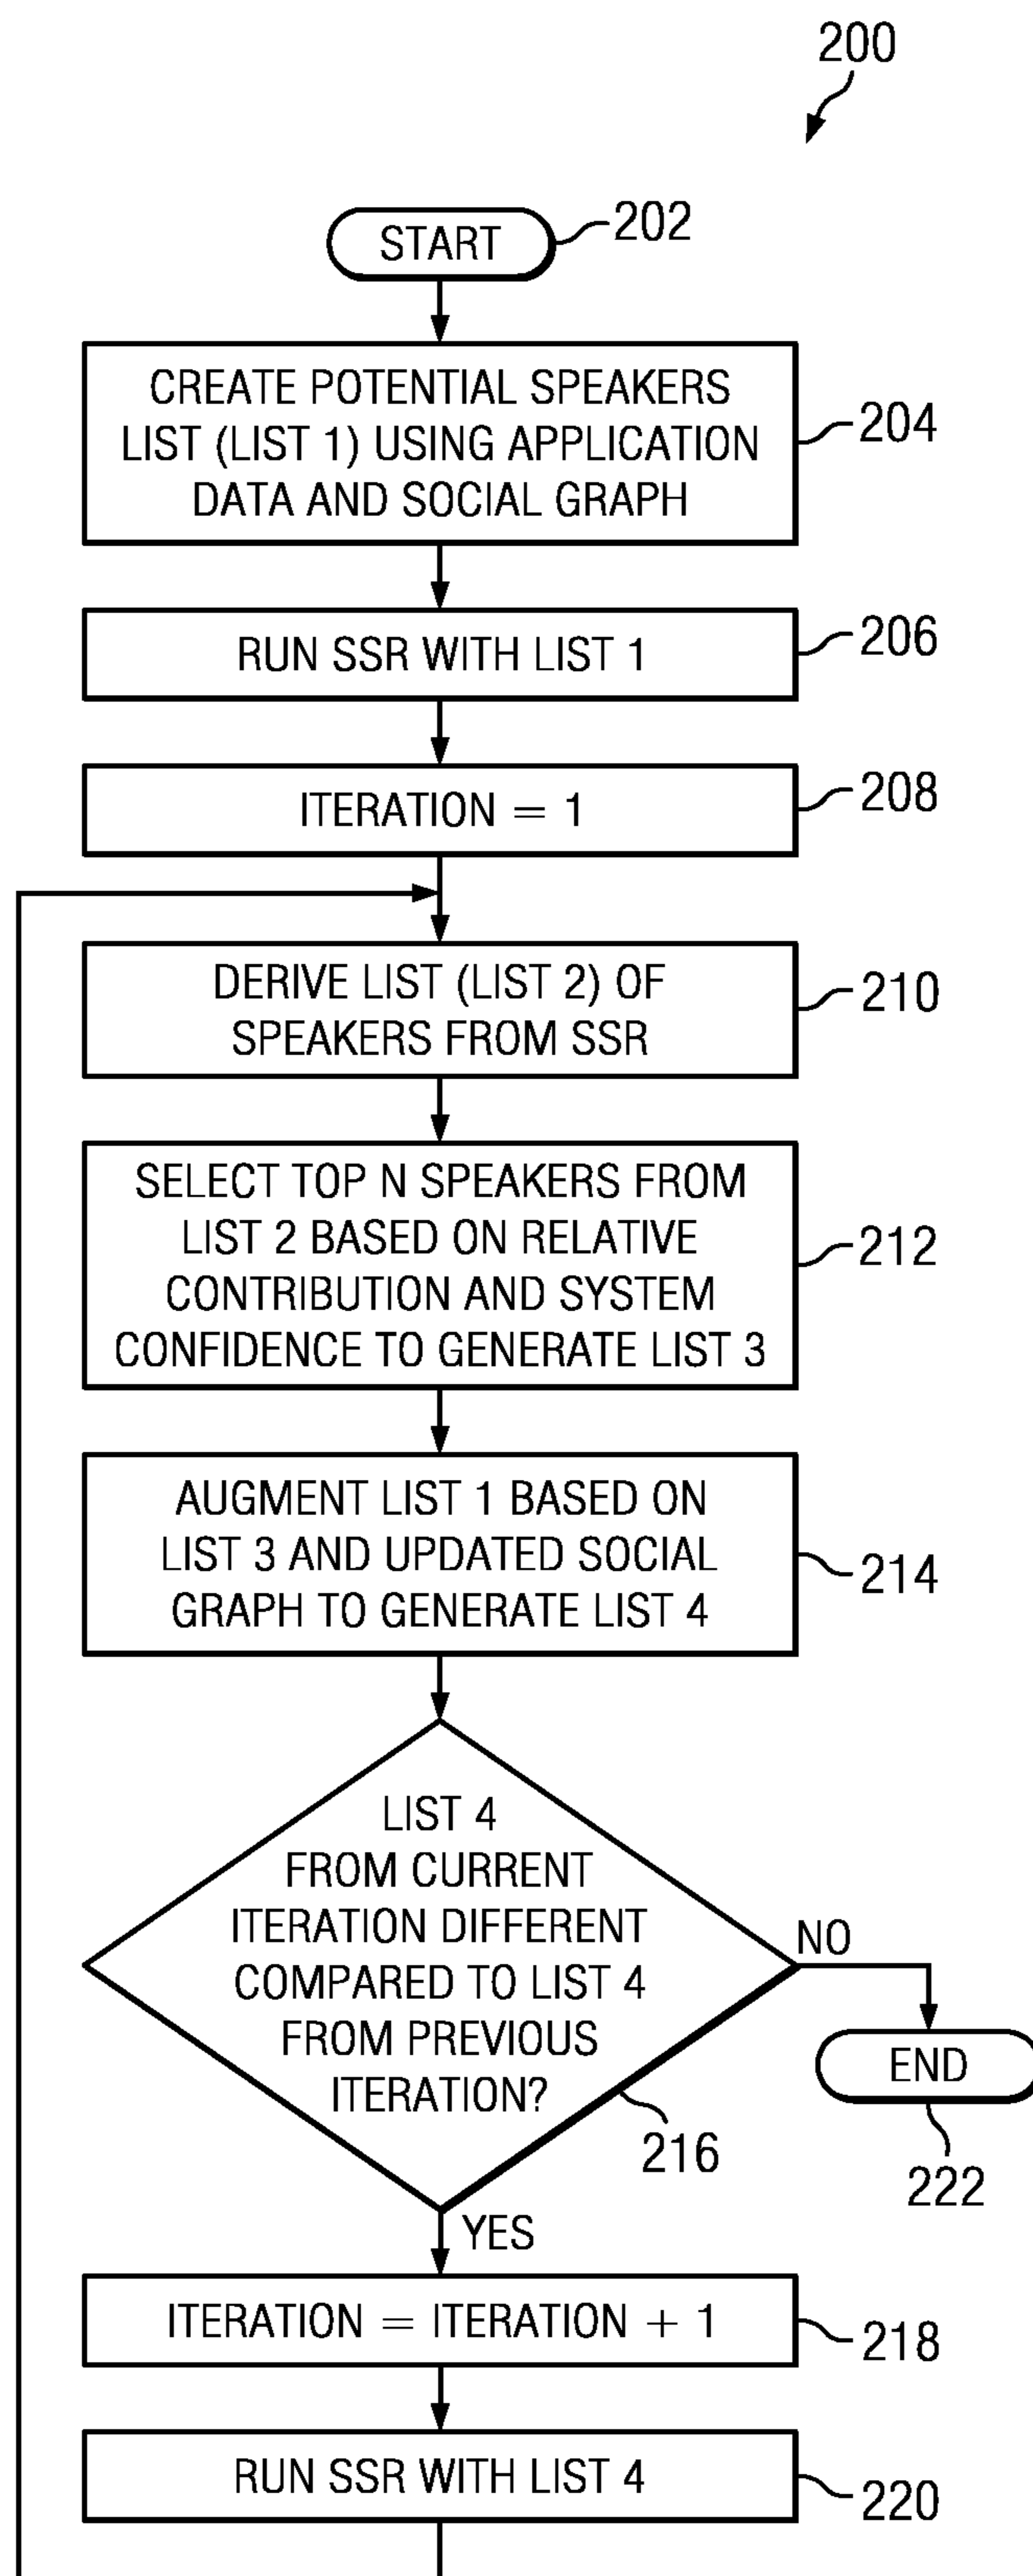 200
START
202
CREATE POTENTIAL SPEAKERS
LIST (LIST 1) USING APPLICATION
DATA AND SOCIAL GRAPH
204
RUN SSR WITH LIST 1
206
ITERATION = 1
208
DERIVE LIST (LIST 2) OF
SPEAKERS FROM SSR
210
SELECT TOP N SPEAKERS FROM
LIST 2 BASED ON RELATIVE
CONTRIBUTION AND SYSTEM
CONFIDENCE TO GENERATE LIST 3
212
AUGMENT LIST 1 BASED ON
LIST 3 AND UPDATED SOCIAL
GRAPH TO GENERATE LIST 4
214
LIST 4
FROM CURRENT
ITERATION DIFFERENT
COMPARED TO LIST 4
FROM PREVIOUS
ITERATION?
216
NO
END
222
YES
ITERATION = ITERATION + 1
218
RUN SSR WITH LIST 4
220